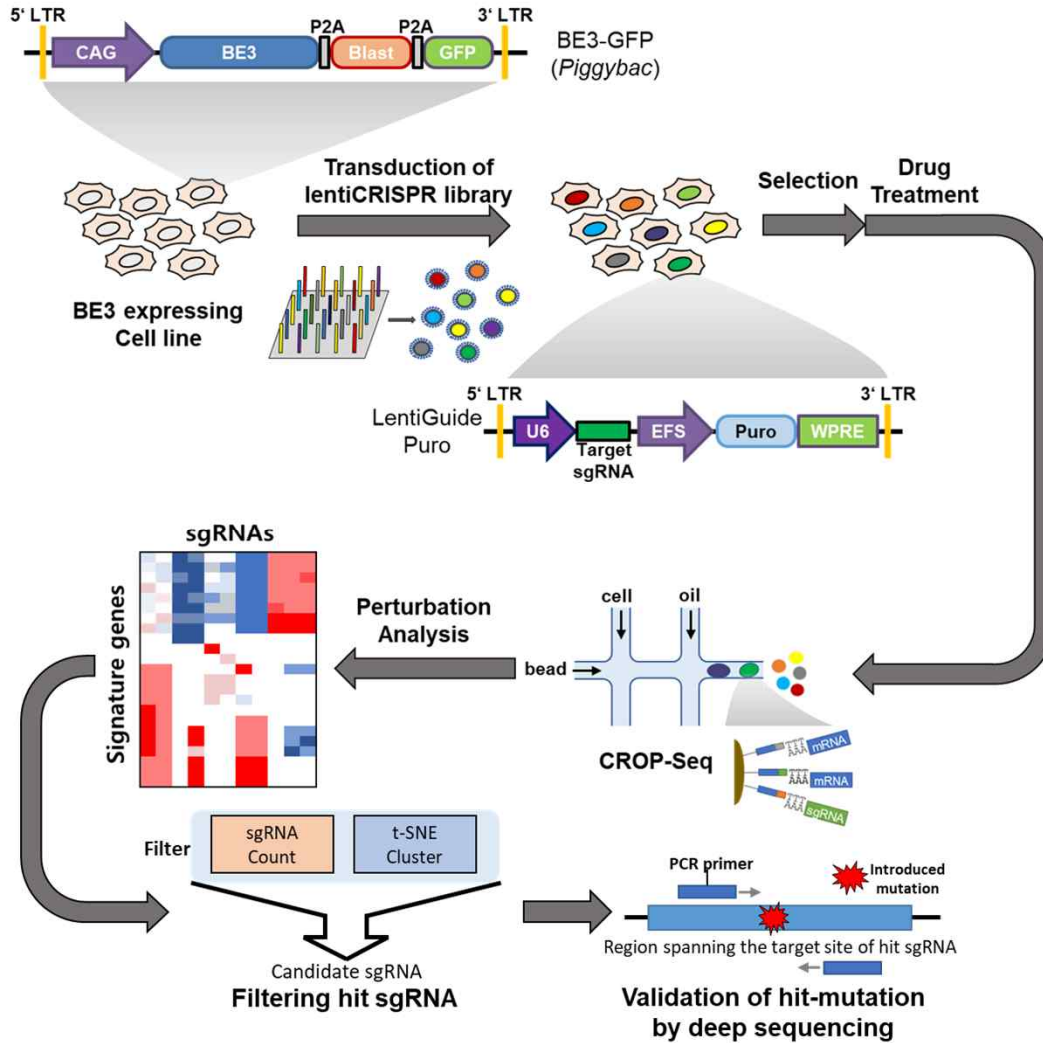 5‘ LTR
P2A
P2A
3‘ LTR
CAG
BE3
Blast
GFP
BE3-GFP
(Piggybac)
Transduction of
lentiCRISPR library
Selection
Drug
Treatment
BE3 expressing
Cell line
5‘ LTR
3‘ LTR
LentiGuide
Puro
U6
Target
sgRNA
EFS
Puro
WPRE
sgRNAs
Signature genes
Perturbation
Analysis
cell
oil
bead
CROP-Seq
AAA
mRNA
AAA
mRNA
AAA
sgRNA
Filter
sgRNA
Count
t-SNE
Cluster
Candidate sgRNA
Filtering hit sgRNA
PCR primer
Introduced
mutation
Region spanning the target site of hit sgRNA
Validation of hit-mutation
by deep sequencing